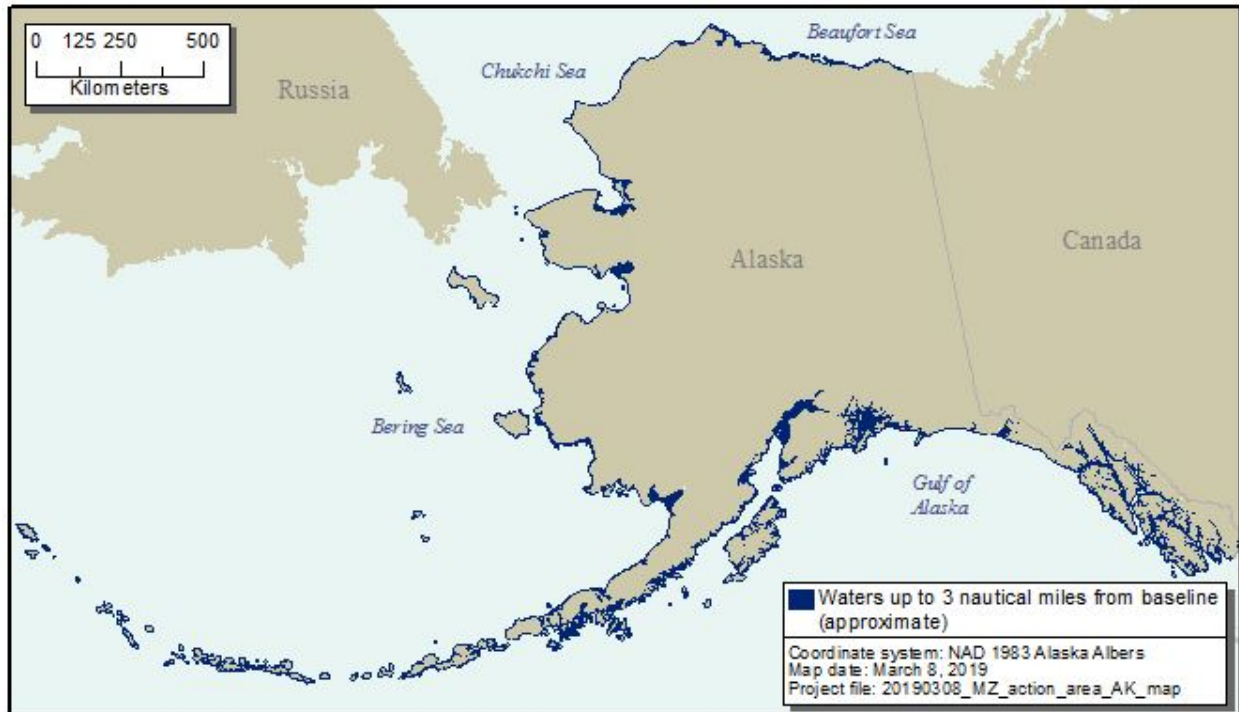 0 125 250 500
Kilometers
Russia
Chukchi Sea
Beaufort Sea
Alaska
Canada
Bering Sea
Gulf of
Alaska
Waters up to 3 nautical miles from baseline
(approximate)
Coordinate system: NAD 1983 Alaska Albers
Map date: March 8, 2019
Project file: 20190308_MZ_action_area_AK_map